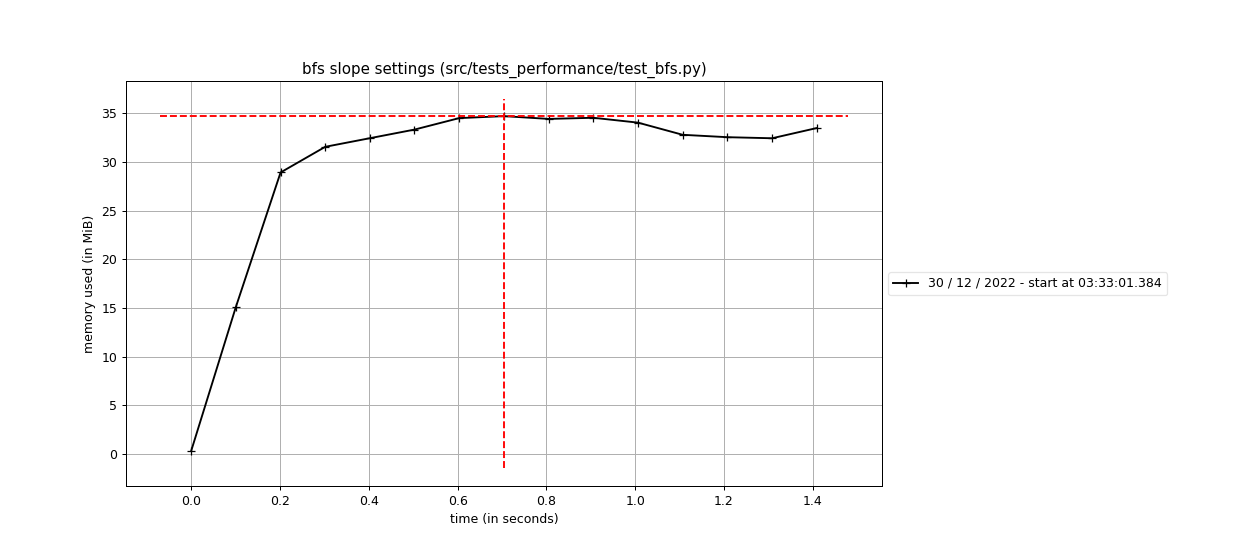 bfs slope settings (src/tests_performance/test_bfs.py)
35
30
25
20
15
10
5
0
memory used (in MiB)
0.0 0.2 0.4 0.6 0.8 1.0 1.2 1.4
time (in seconds)
30 / 12 / 2022 - start at 03:33:01.384